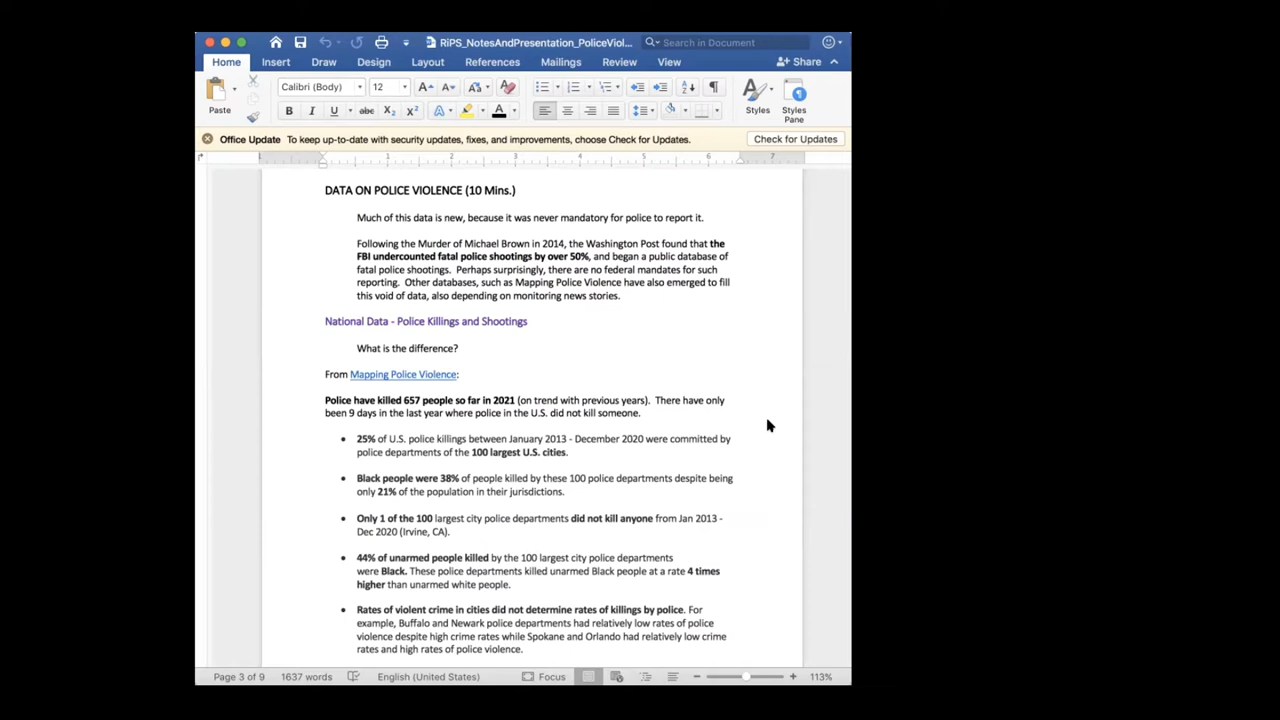 RiPS_NotesAndPresentation_PoliceViol...
Search in Document
Home Insert Draw Design Layout References Mailings Review View Share
Calibri (Body) 12
Paste
Styles
Styles Pane
Office Update To keep up-to-date with security updates, fixes, and improvements, choose Check for Updates. Check for Updates
1 1 2 3 4 5 6 7
DATA ON POLICE VIOLENCE (10 Mins.)
Much of this data is new, because it was never mandatory for police to report it.
Following the Murder of Michael Brown in 2014, the Washington Post found that the
FBI undercounted fatal police shootings by over 50%, and began a public database of
fatal police shootings. Perhaps surprisingly, there are no federal mandates for such
reporting. Other databases, such as Mapping Police Violence have also emerged to fill
this void of data, also depending on monitoring news stories.
National Data - Police Killings and Shootings
What is the difference?
From Mapping Police Violence:
Police have killed 657 people so far in 2021 (on trend with previous years). There have only
been 9 days in the last year where police in the U.S. did not kill someone.
• 25% of U.S. police killings between January 2013 - December 2020 were committed by
police departments of the 100 largest U.S. cities.
• Black people were 38% of people killed by these 100 police departments despite being
only 21% of the population in their jurisdictions.
• Only 1 of the 100 largest city police departments did not kill anyone from Jan 2013 -
Dec 2020 (Irvine, CA).
• 44% of unarmed people killed by the 100 largest city police departments
were Black. These police departments killed unarmed Black people at a rate 4 times
higher than unarmed white people.
• Rates of violent crime in cities did not determine rates of killings by police. For
example, Buffalo and Newark police departments had relatively low rates of police
violence despite high crime rates while Spokane and Orlando had relatively low crime
rates and high rates of police violence.
Page 3 of 9 1637 words English (United States) Focus 113%